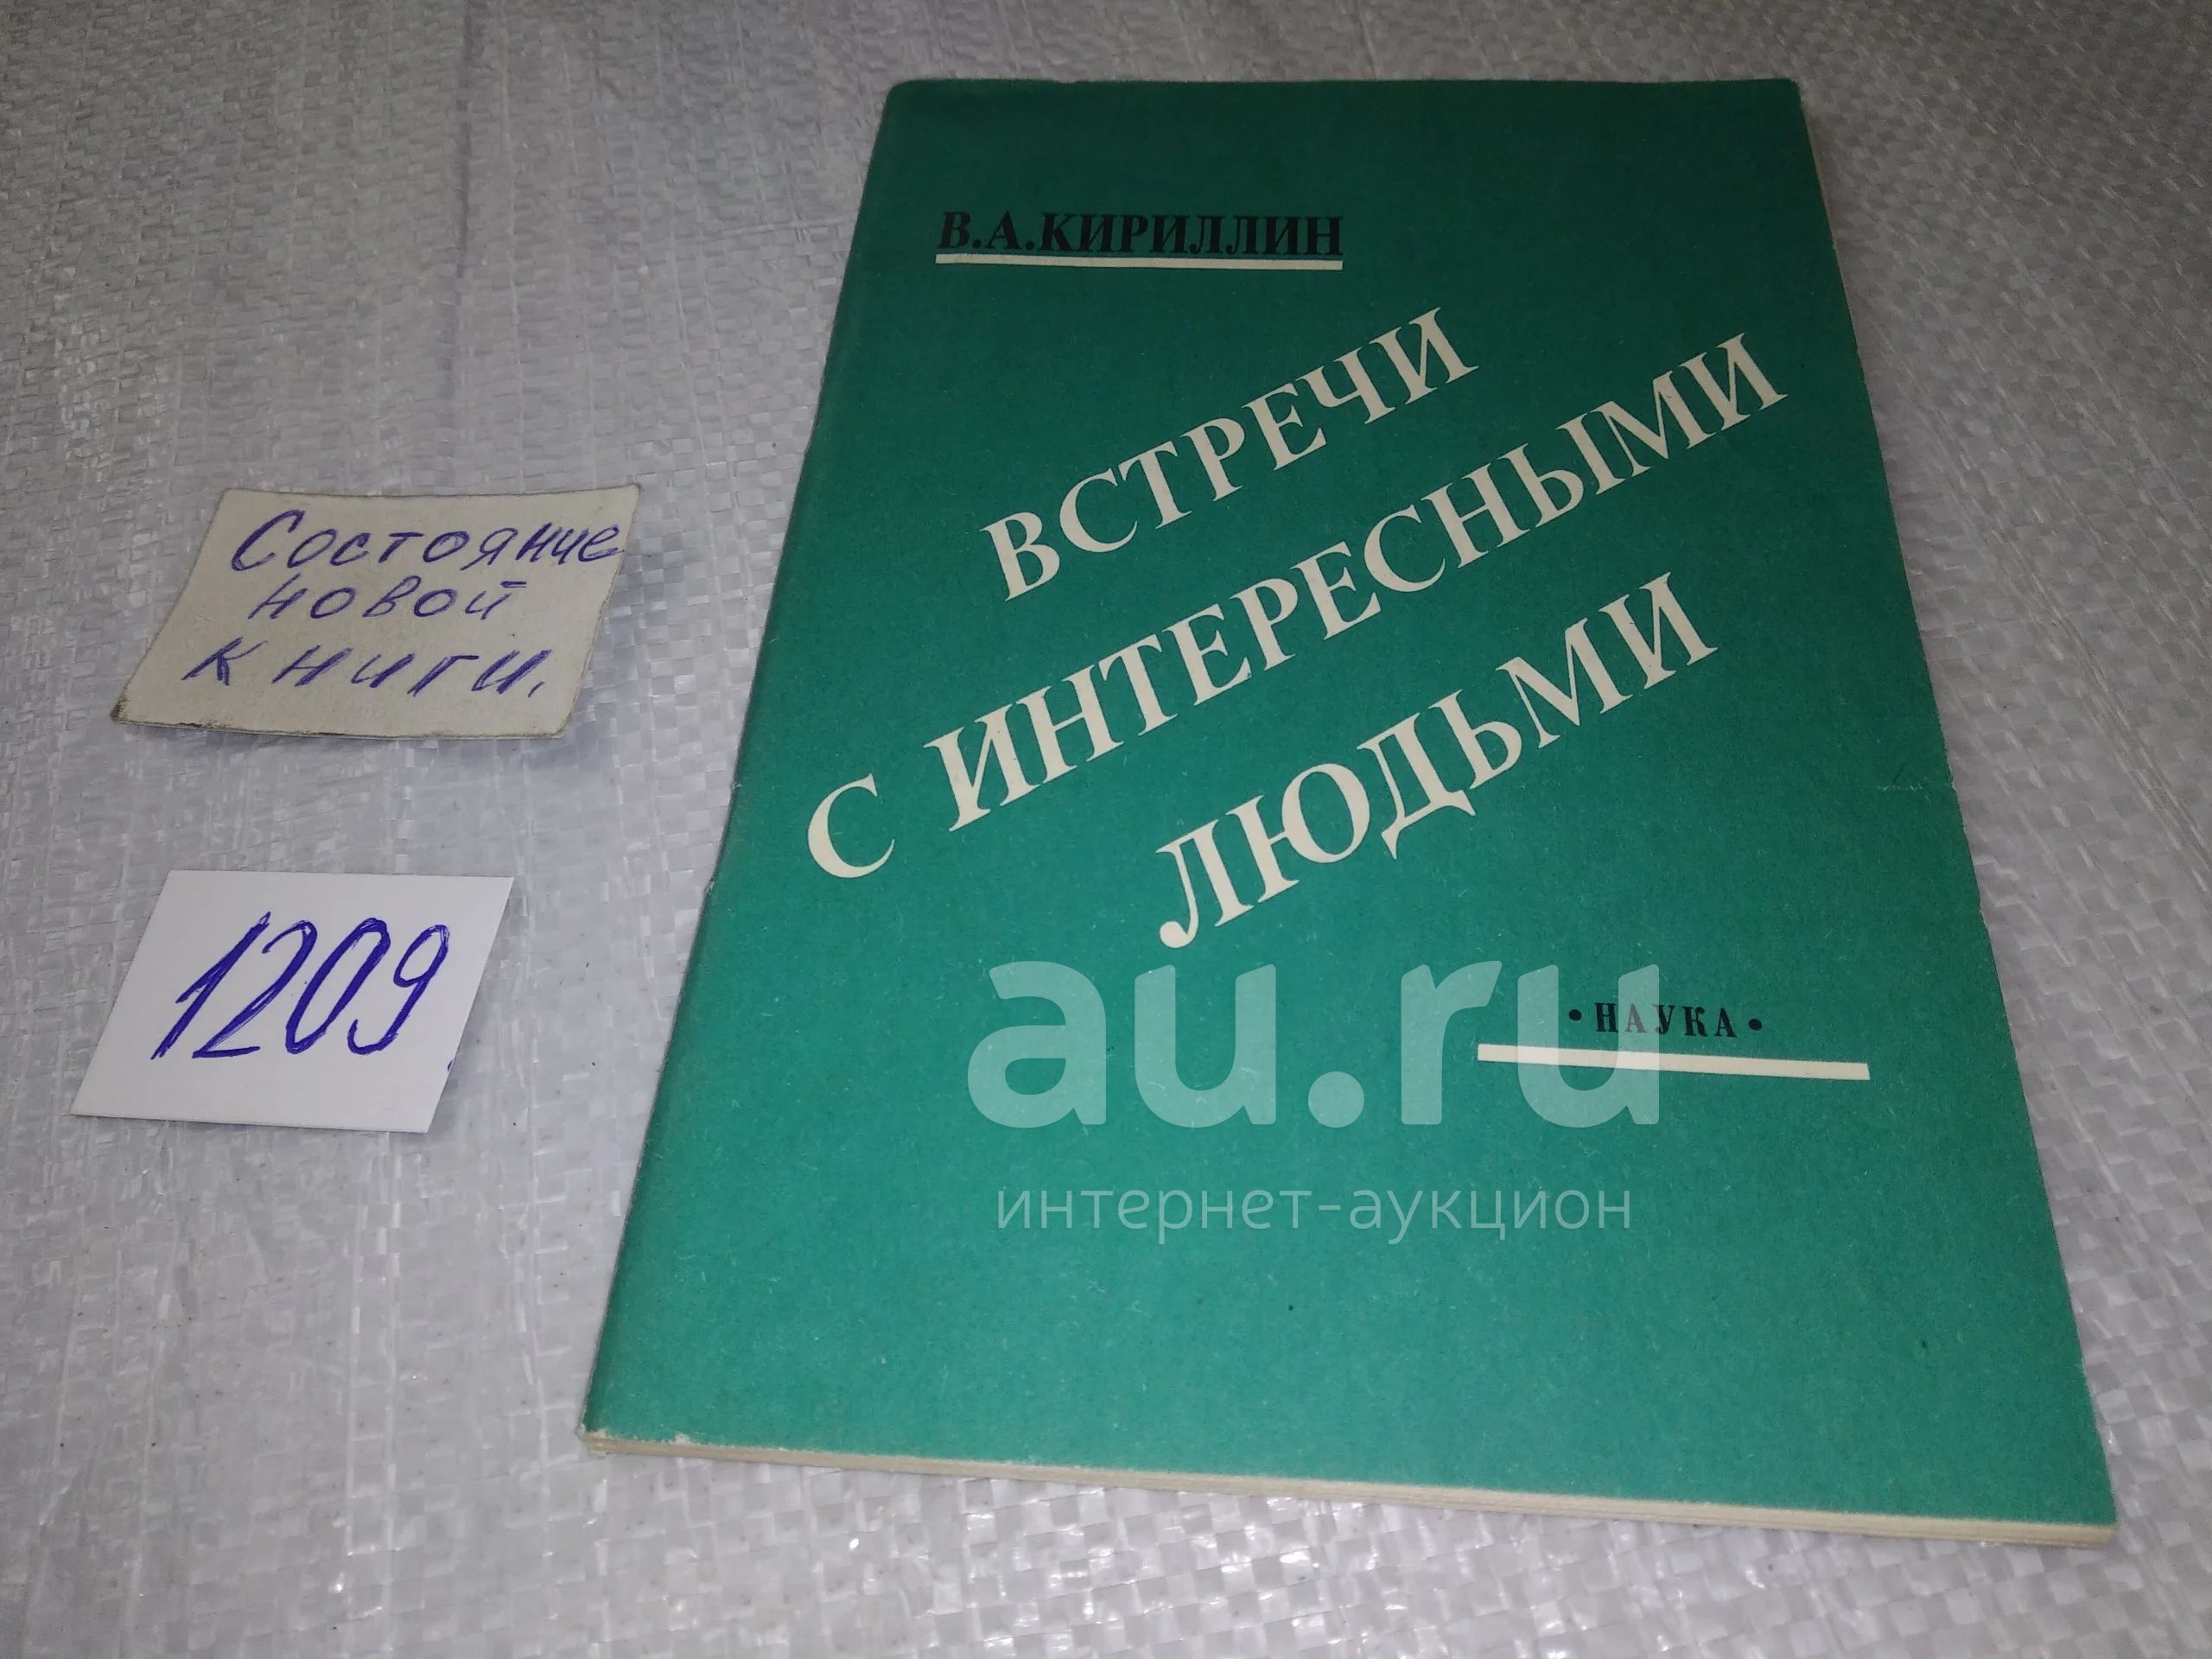 В.А.КИРИЛЛИН
ВСТРЕЧИ
С ИНТЕРЕСНЫМИ
ЛЮДЬМИ
• НАУКА •
Состояние
новой
книги.
1209
au.ru
интернет-аукцион